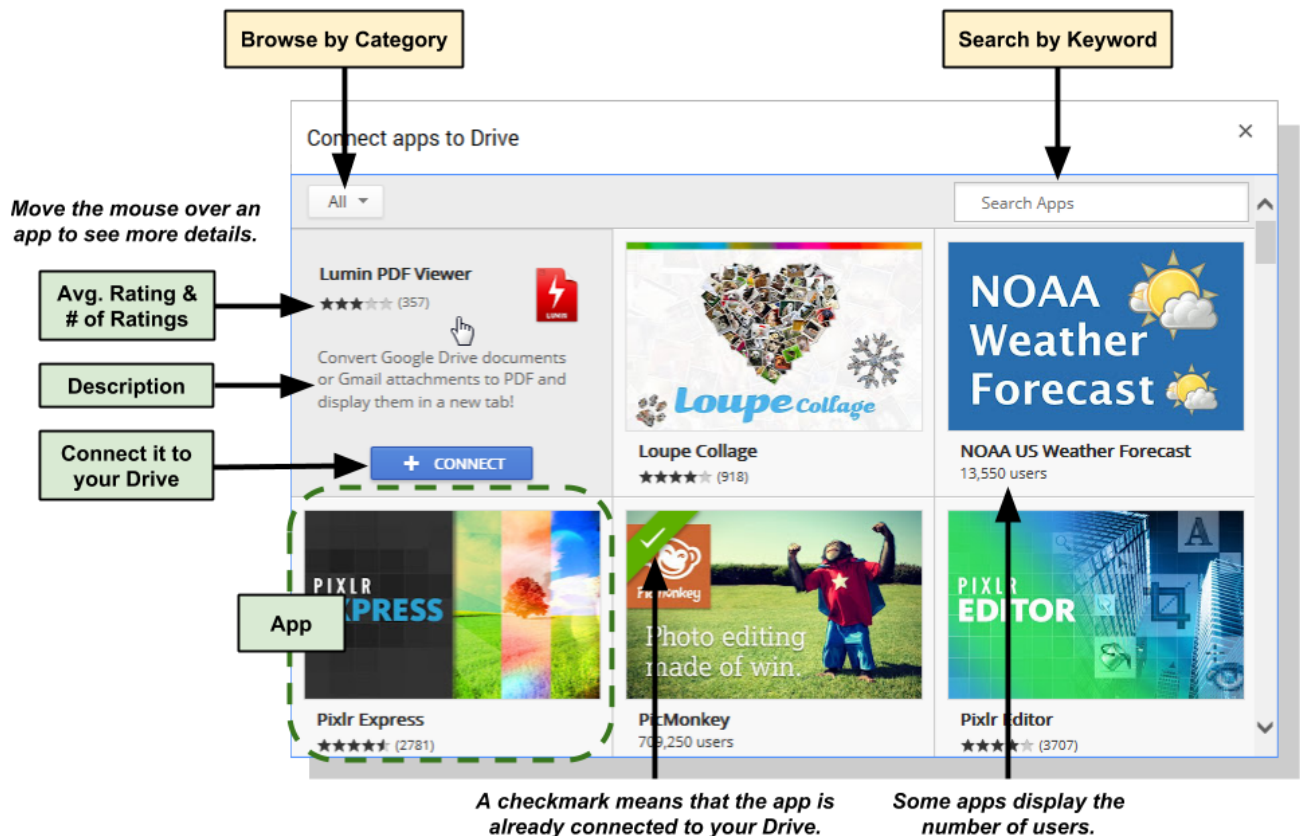 Browse by Category
Search by Keyword
Connect apps to Drive
All
Search Apps
Move the mouse over an
app to see more details.
Avg. Rating &
# of Ratings
Description
Connect it to
your Drive
Lumin PDF Viewer
(357)
LUMIN
Convert Google Drive documents
or Gmail attachments to PDF and
display them in a new tab!
+ CONNECT
Loupe Collage
Loupe Collage
(918)
NOAA
Weather
Forecast
NOAA US Weather Forecast
13,550 users
App
PIXLR
XPRESS
Pixlr Express
(2781)
PicMonkey
Photo editing
made of win.
PicMonkey
709,250 users
PIXLR
EDITOR
A
Pixlr Editor
(3707)
A checkmark means that the app is
already connected to your Drive.
Some apps display the
number of users.